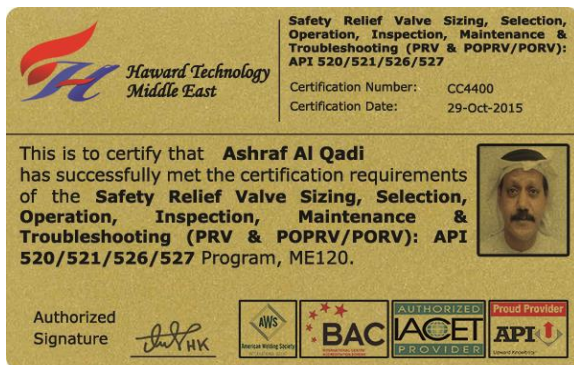 Haward Technology
Middle East
Safety Relief Valve Sizing, Selection,
Operation, Inspection, Maintenance &
Troubleshooting (PRV & POPRV/PORV):
API 520/521/526/527
Certification Number: CC4400
Certification Date: 29-Oct-2015
This is to certify that Ashraf Al Qadi
has successfully met the certification requirements
of the Safety Relief Valve Sizing, Selection,
Operation, Inspection, Maintenance &
Troubleshooting (PRV & POPRV/PORV): API
520/521/526/527 Program, ME120.
Authorized
Signature
HK
AWS
American Welding Society
BAC
AUTHORIZED
IACET
PROVIDER
Proud Provider
API